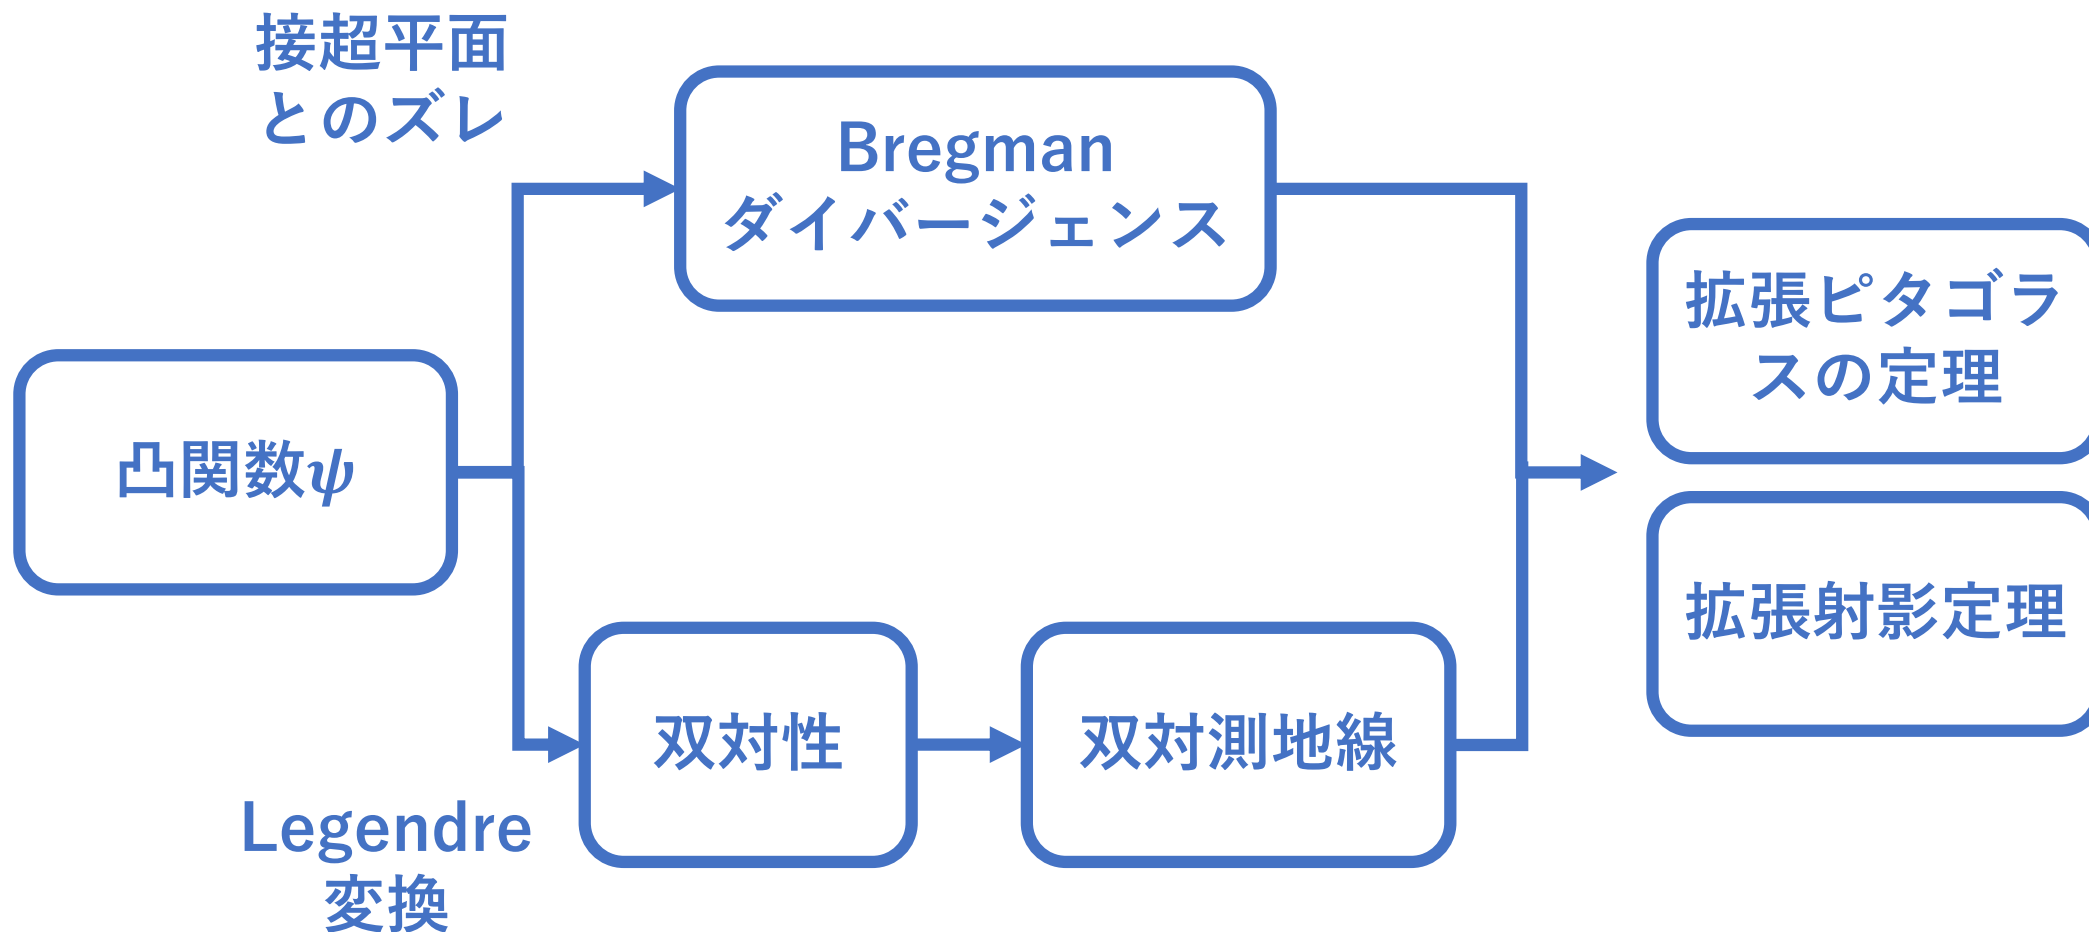 接超平面
とのズレ
Bregman
ダイバージェンス
凸関数ψ
Legendre
変換
双対性
双対測地線
拡張ピタゴラ
スの定理
拡張射影定理